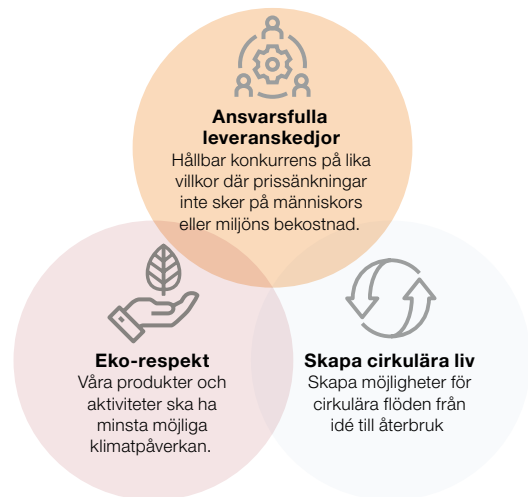 Ansvarsfulla
leveranskedjor
Hållbar konkurrens på lika
villkor där prissänkningar
inte sker på människors
eller miljöns bekostnad.
Eko-respekt
Våra produkter och
aktiviteter ska ha
minsta möjliga
klimatpåverkan.
Skapa cirkulära liv
Skapa möjligheter för
cirkulära flöden från
idé till återbruk